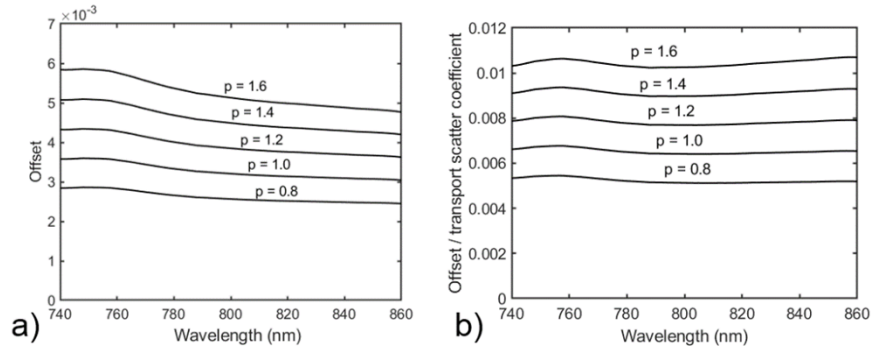 ×10⁻³
7
6
5
4
3
2
1
0
Offset
p = 1.6
p = 1.4
p = 1.2
p = 1.0
p = 0.8
740 760 780 800 820 840 860
Wavelength (nm)
a)
0.012
0.01
0.008
0.006
0.004
0.002
0
Offset / transport scatter coefficient
p = 1.6
p = 1.4
p = 1.2
p = 1.0
p = 0.8
740 760 780 800 820 840 860
Wavelength (nm)
b)